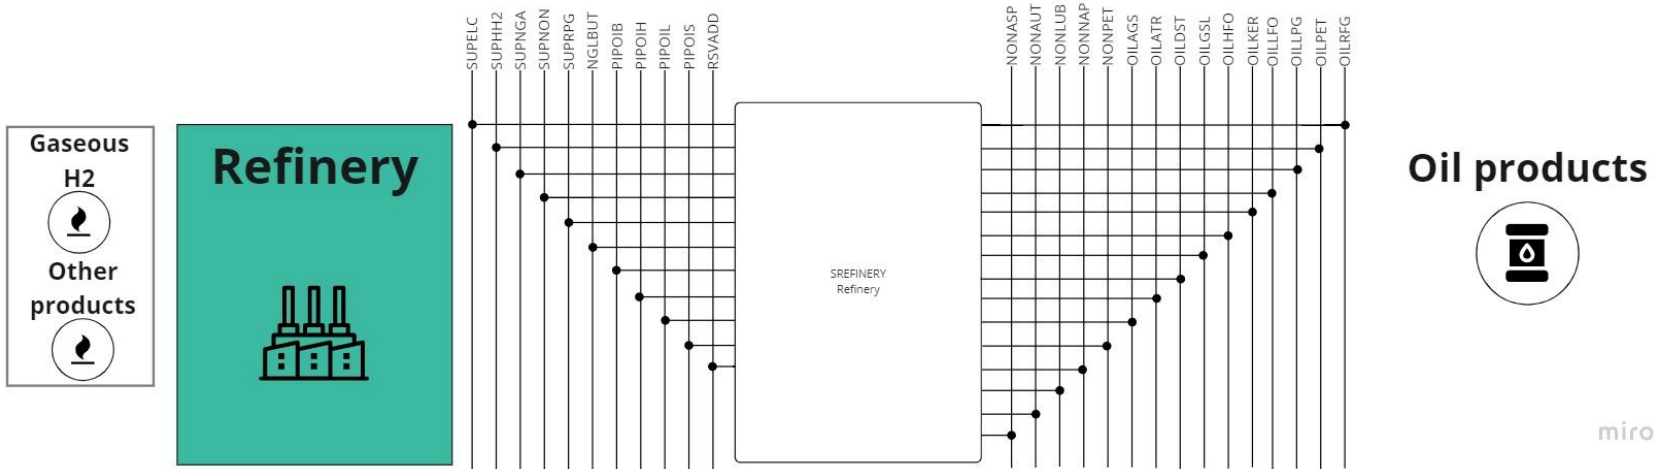 Gaseous
H2
Other
products
Refinery
SUPELC
SUPHH2
SUPNGA
SUPNON
SUPRPG
NGLBUT
PIPOIB
PIPOIH
PIPOIL
PIPOIS
RSVADD
SREFINERY
Refinery
NONASP
NONAUT
NONLUB
NONNAP
NONPET
OILAGS
OILATR
OILDST
OILGSL
OILHFO
OILKER
OILLFO
OILLPG
OILPET
OILRFG
Oil products
miro